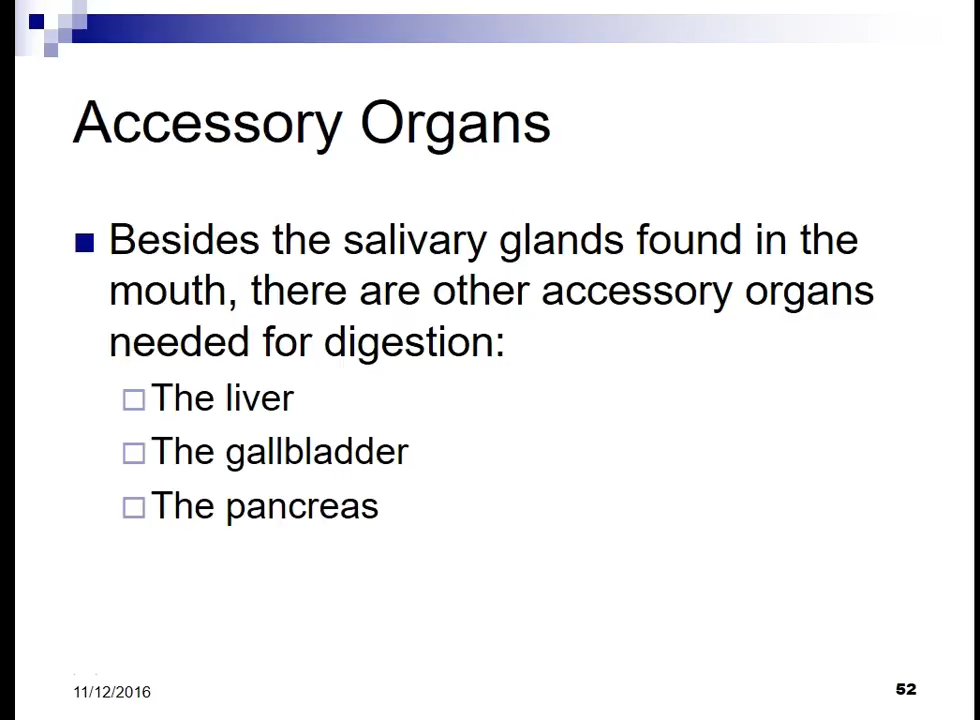 Accessory Organs
Besides the salivary glands found in the
mouth, there are other accessory organs
needed for digestion:
The liver
The gallbladder
The pancreas
11/12/2016
52